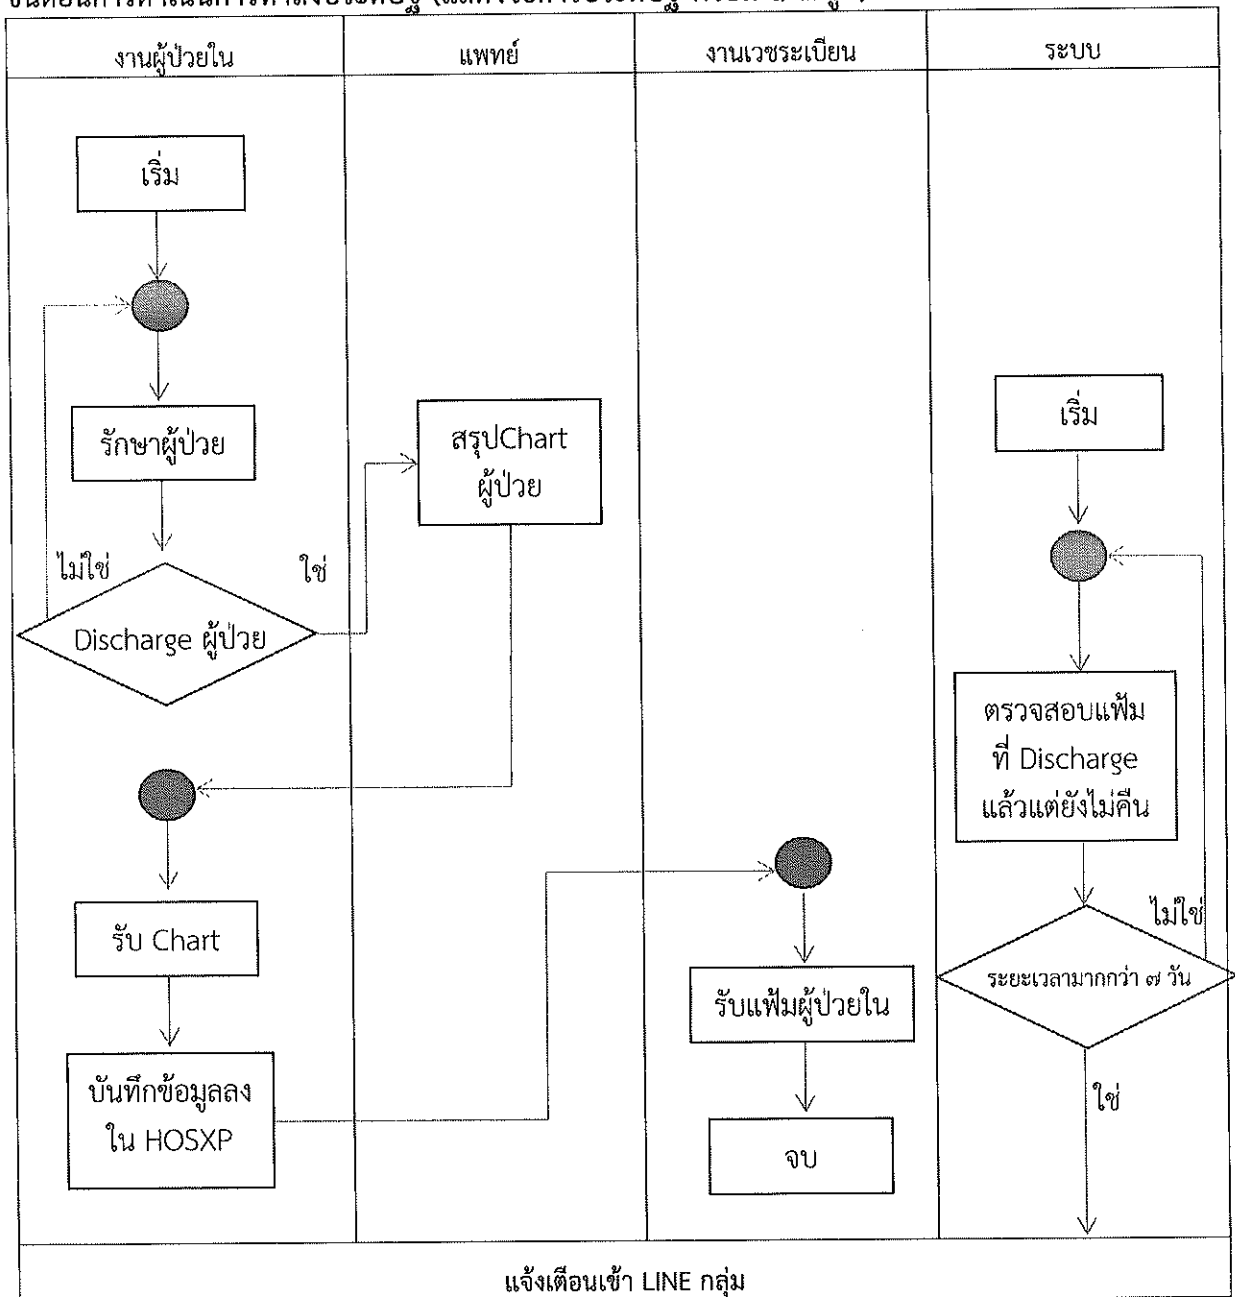 งานผู้ป่วยใน
แพทย์
งานเวชระเบียน
ระบบ
เริ่ม
รักษาผู้ป่วย
ไม่ใช่
ใช่
Discharge ผู้ป่วย
รับ Chart
บันทึกข้อมูลลง
ใน HOSXP
สรุปChart
ผู้ป่วย
รับแฟ้มผู้ป่วยใน
จบ
เริ่ม
ตรวจสอบแฟ้ม
ที่ Discharge
แล้วแต่ยังไม่คืน
ไม่ใช่
ระยะเวลามากกว่า ๗ วัน
ใช่
แจ้งเตือนเข้า LINE กลุ่ม